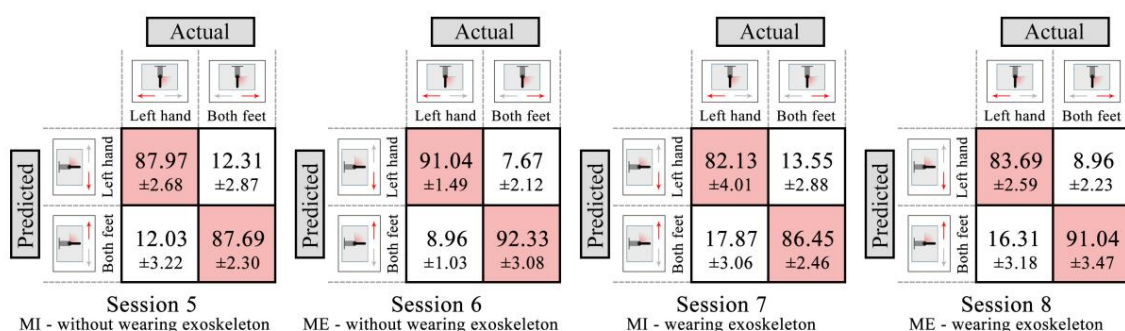 Actual
Left hand Both feet
Predicted
Left hand
87.97 12.31
±2.68 ±2.87
Both feet
12.03 87.69
±3.22 ±2.30
Session 5
MI - without wearing exoskeleton
Actual
Left hand Both feet
Predicted
Left hand
91.04 7.67
±1.49 ±2.12
Both feet
8.96 92.33
±1.03 ±3.08
Session 6
ME - without wearing exoskeleton
Actual
Left hand Both feet
Predicted
Left hand
82.13 13.55
±4.01 ±2.88
Both feet
17.87 86.45
±3.06 ±2.46
Session 7
MI - wearing exoskeleton
Actual
Left hand Both feet
Predicted
Left hand
83.69 8.96
±2.59 ±2.23
Both feet
16.31 91.04
±3.18 ±3.47
Session 8
ME - wearing exoskeleton